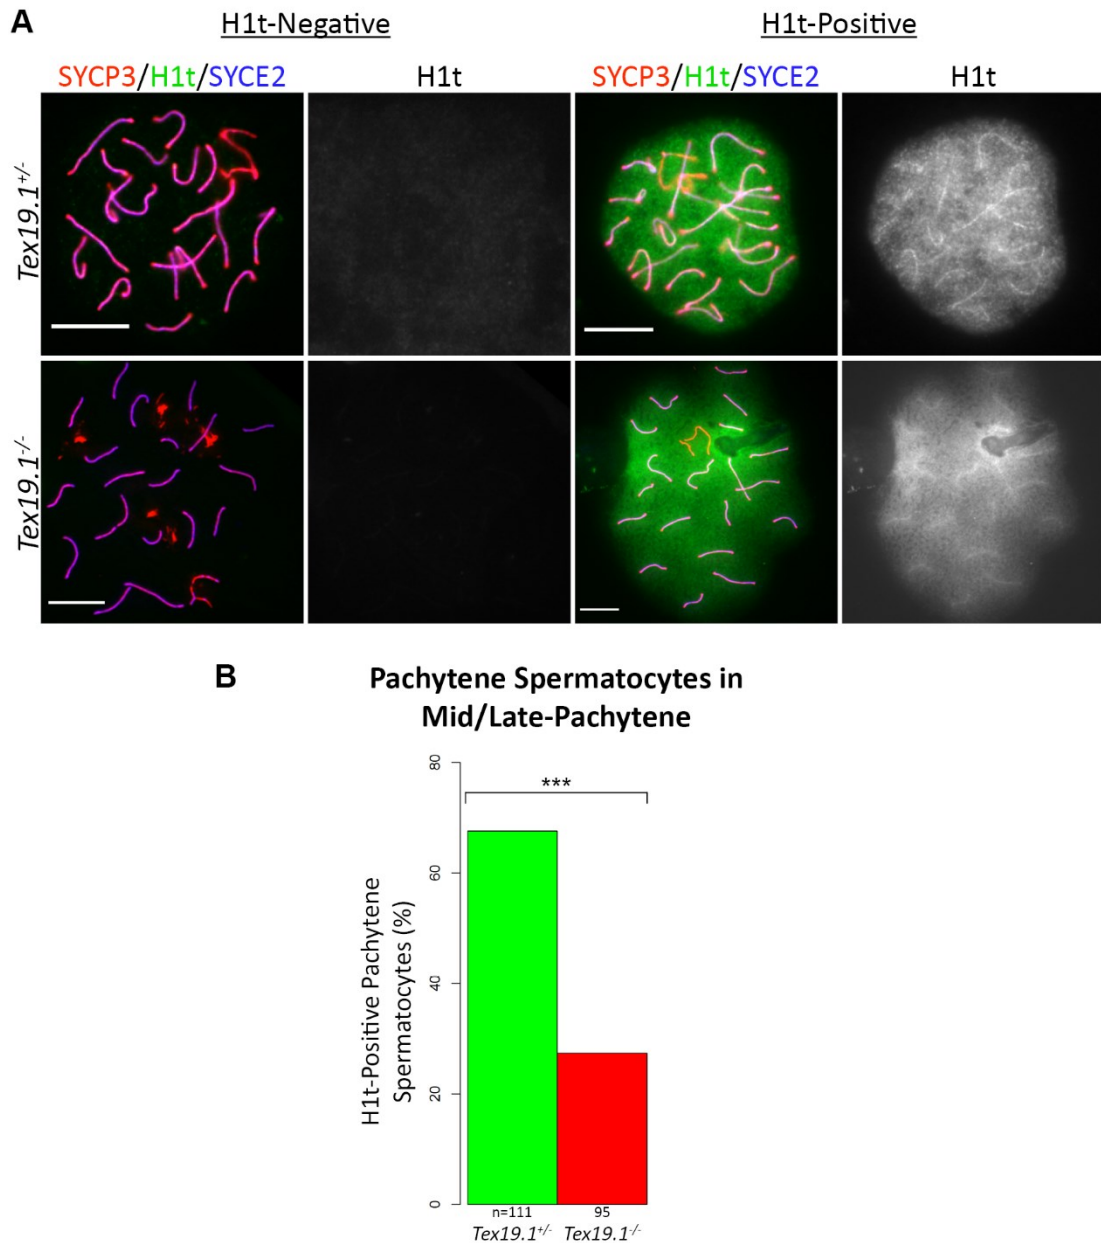 A
H1t-Negative
H1t-Positive
SYCP3/H1t/SYCE2
H1t
SYCP3/H1t/SYCE2
H1t
Tex19.1+/-
Tex19.1-/-
B
Pachytene Spermatocytes in
Mid/Late-Pachytene
H1t-Positive Pachytene
Spermatocytes (%)
80
60
40
20
0
***
n=111
95
Tex19.1+/-
Tex19.1-/-